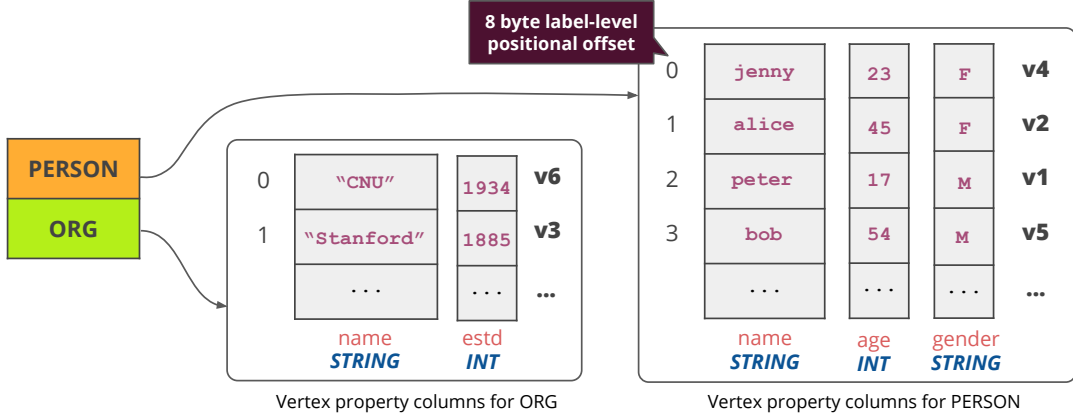 8 byte label-level
positional offset
PERSON
ORG
0 “CNU” 1934 v6
1 “Stanford” 1885 v3
... ... ...
name estd
STRING INT
Vertex property columns for ORG
0 jenny 23 F v4
1 alice 45 F v2
2 peter 17 M v1
3 bob 54 M v5
... ... ... ...
name age gender
STRING INT STRING
Vertex property columns for PERSON